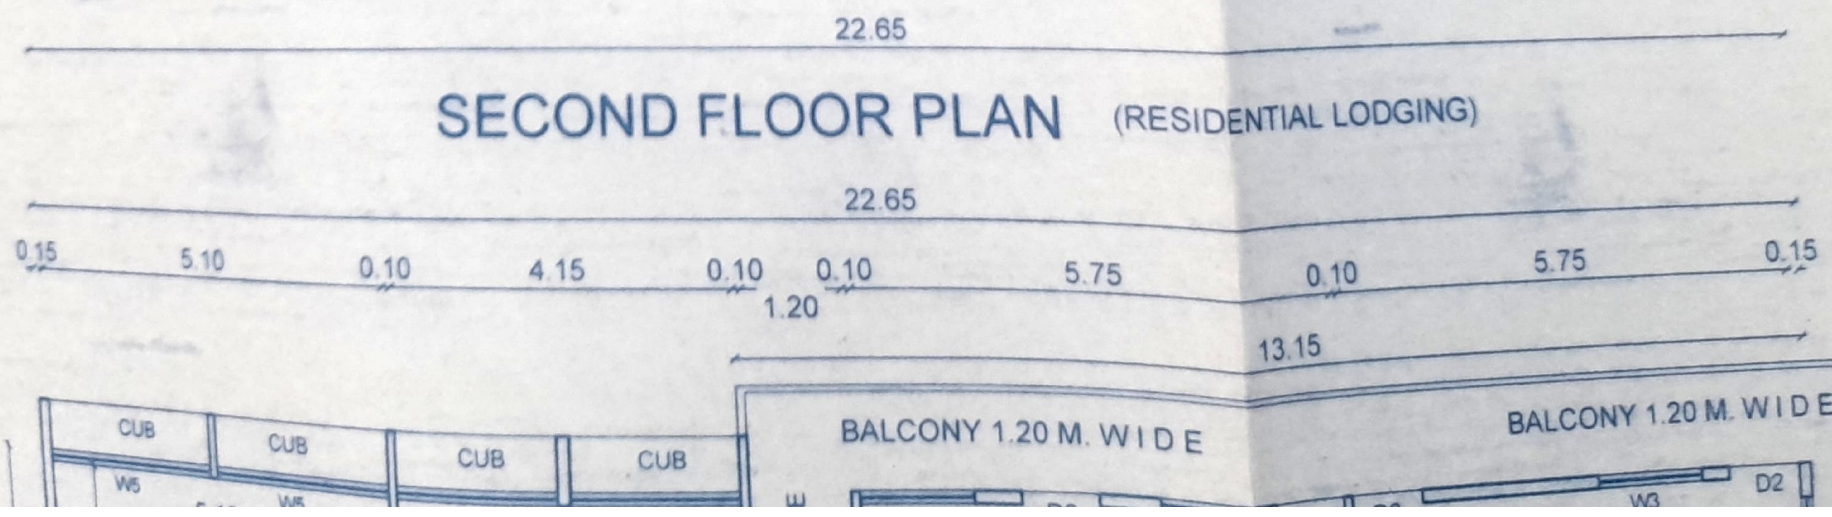 22.65
SECOND FLOOR PLAN (RESIDENTIAL LODGING)
22.65
0.15 5.10 0.10 4.15 0.10 0.10 5.75 0.10 5.75 0.15
1.20
13.15
CUB CUB CUB CUB BALCONY 1.20 M. WIDE BALCONY 1.20 M. WIDE
W5 W5 W3 D2